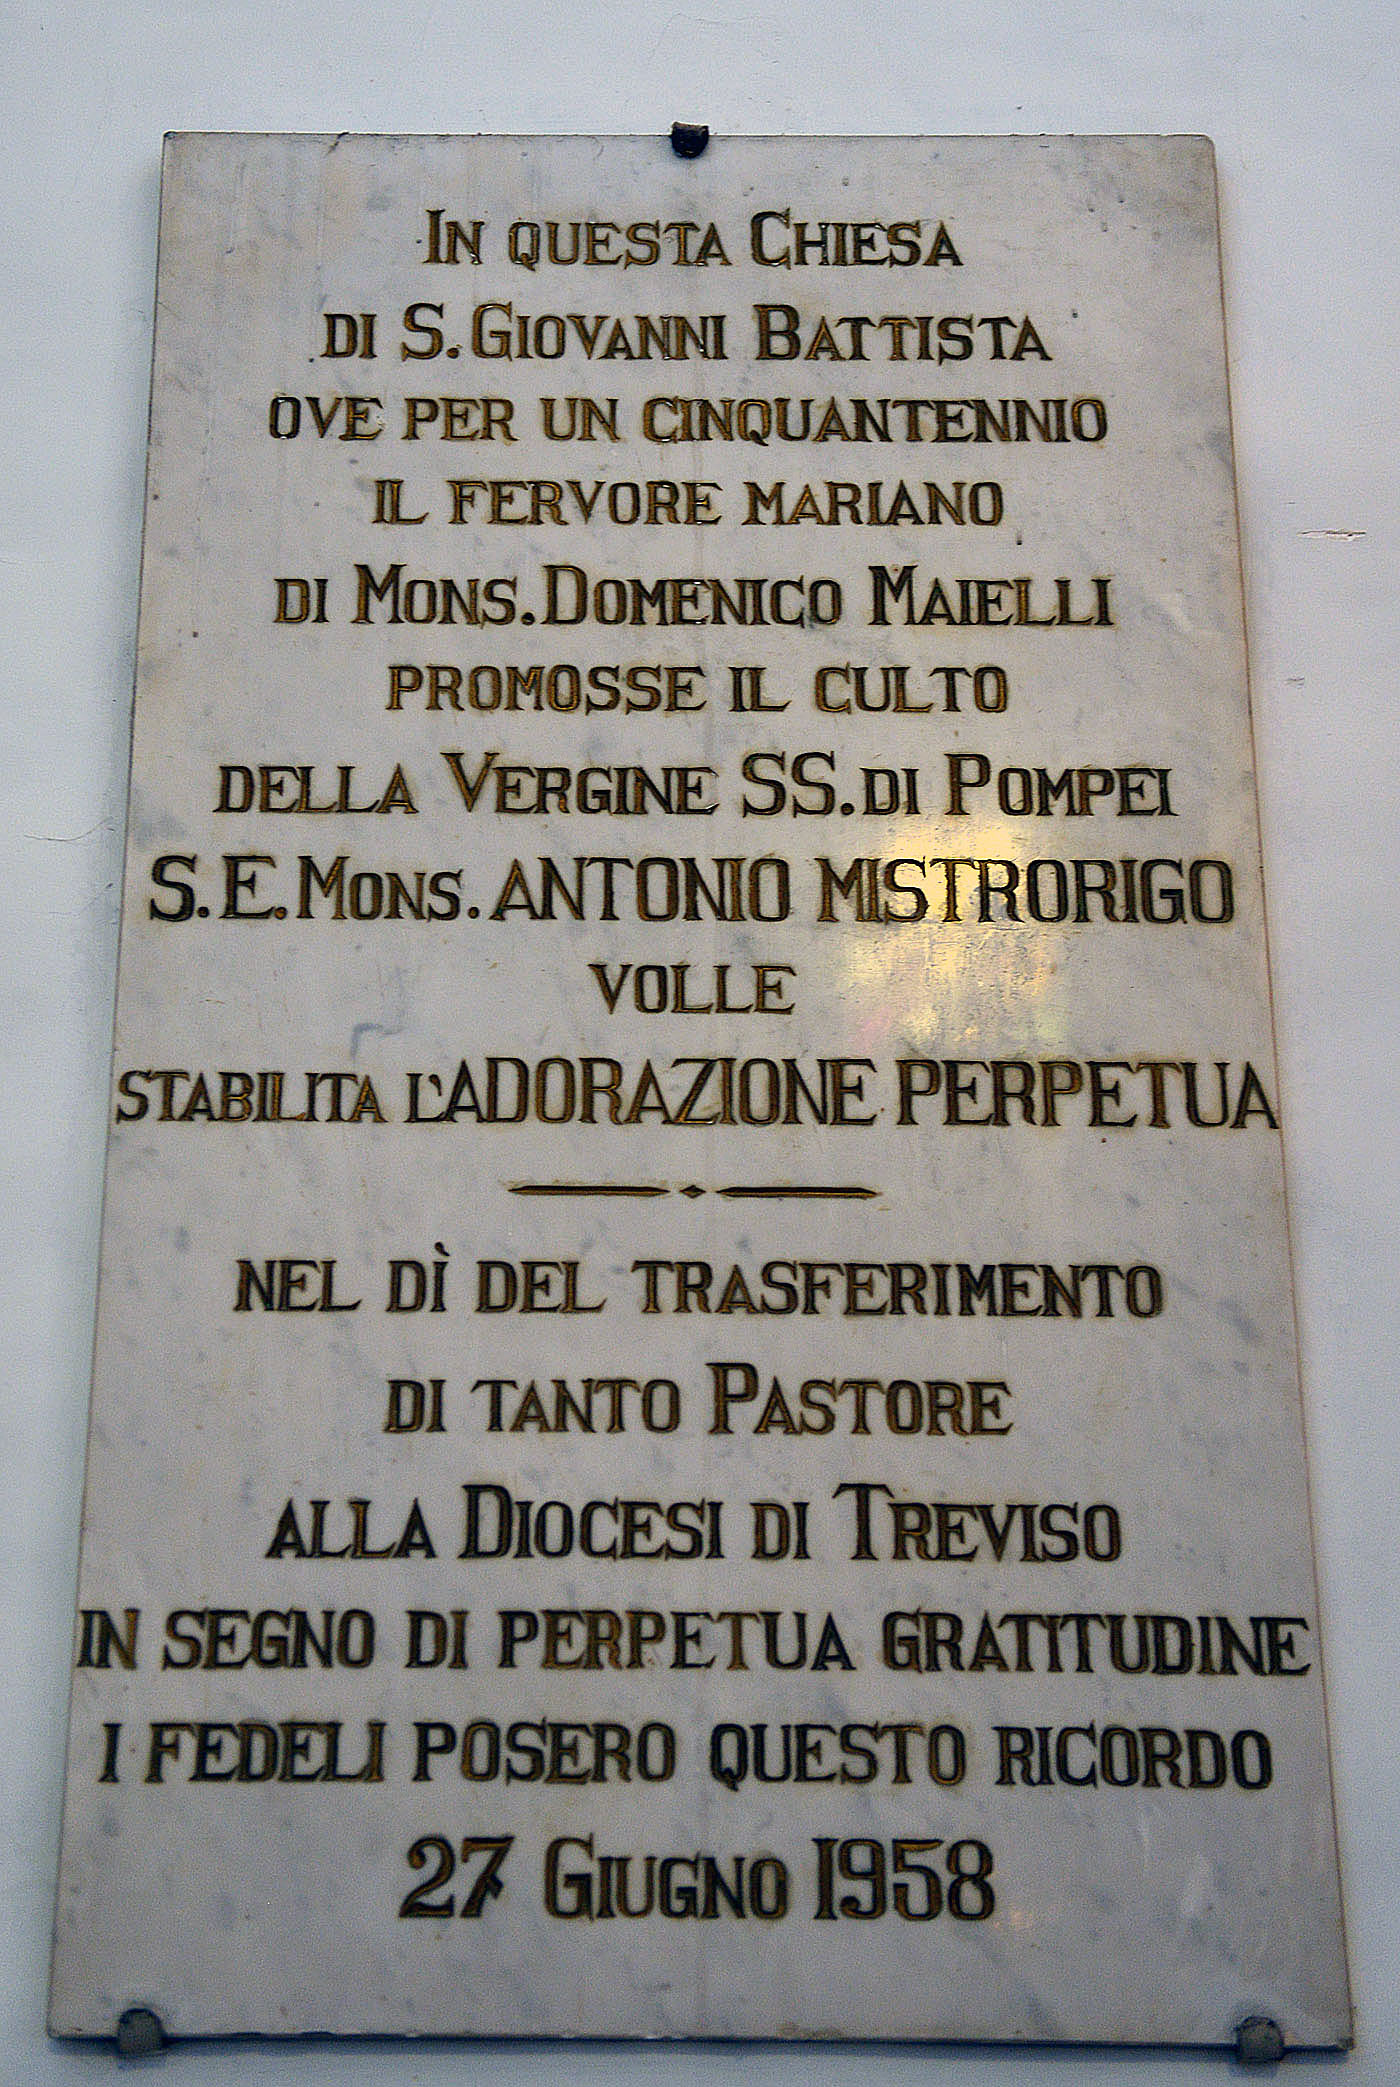 In questa Chiesa
di S. Giovanni Battista
ove per un cinquantennio
il fervore mariano
di Mons. Domenico Maielli
promosse il culto
della Vergine SS. di Pompei
S. E. Mons. ANTONIO MISTRORIGO
volle
stabilita l'ADORAZIONE PERPETUA
nel dì del trasferimento
di tanto Pastore
alla Diocesi di Treviso
in segno di perpetua gratitudine
i fedeli posero questo ricordo
27 Giugno 1958